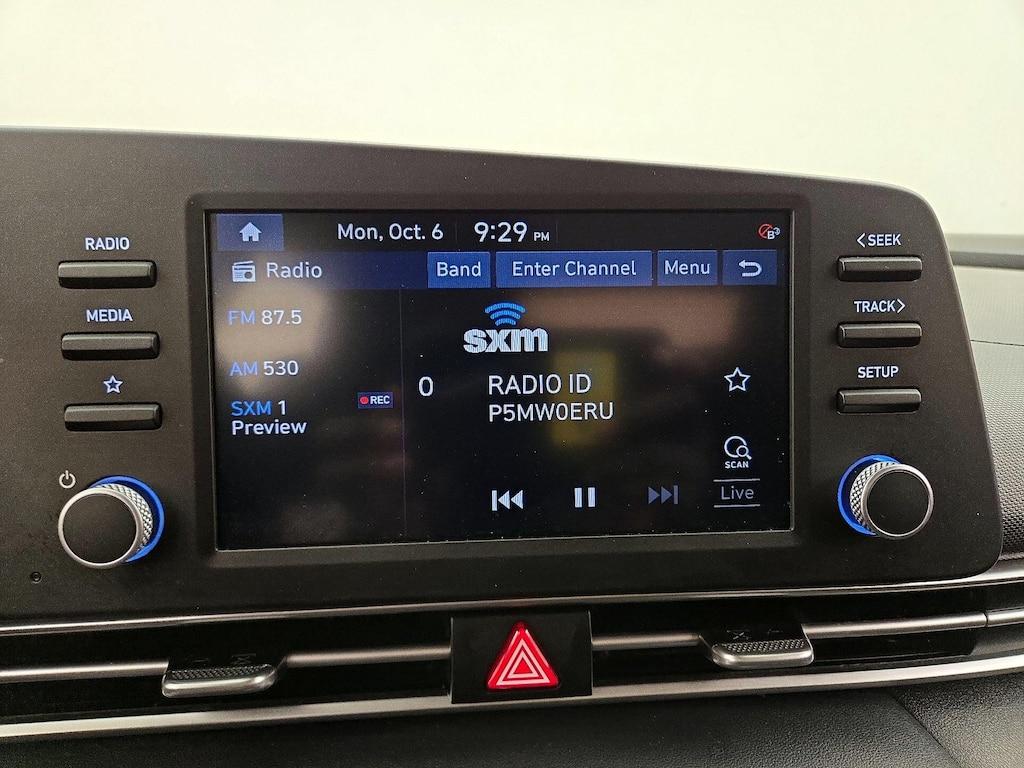 RADIO
MEDIA
Mon, Oct. 6 9:29 PM
Radio Band Enter Channel Menu
FM 87.5
AM 530
SXM 1 REC
Preview
sxm
0 RADIO ID
P5MW0ERU
SCAN
Live
< SEEK
TRACK >
SETUP